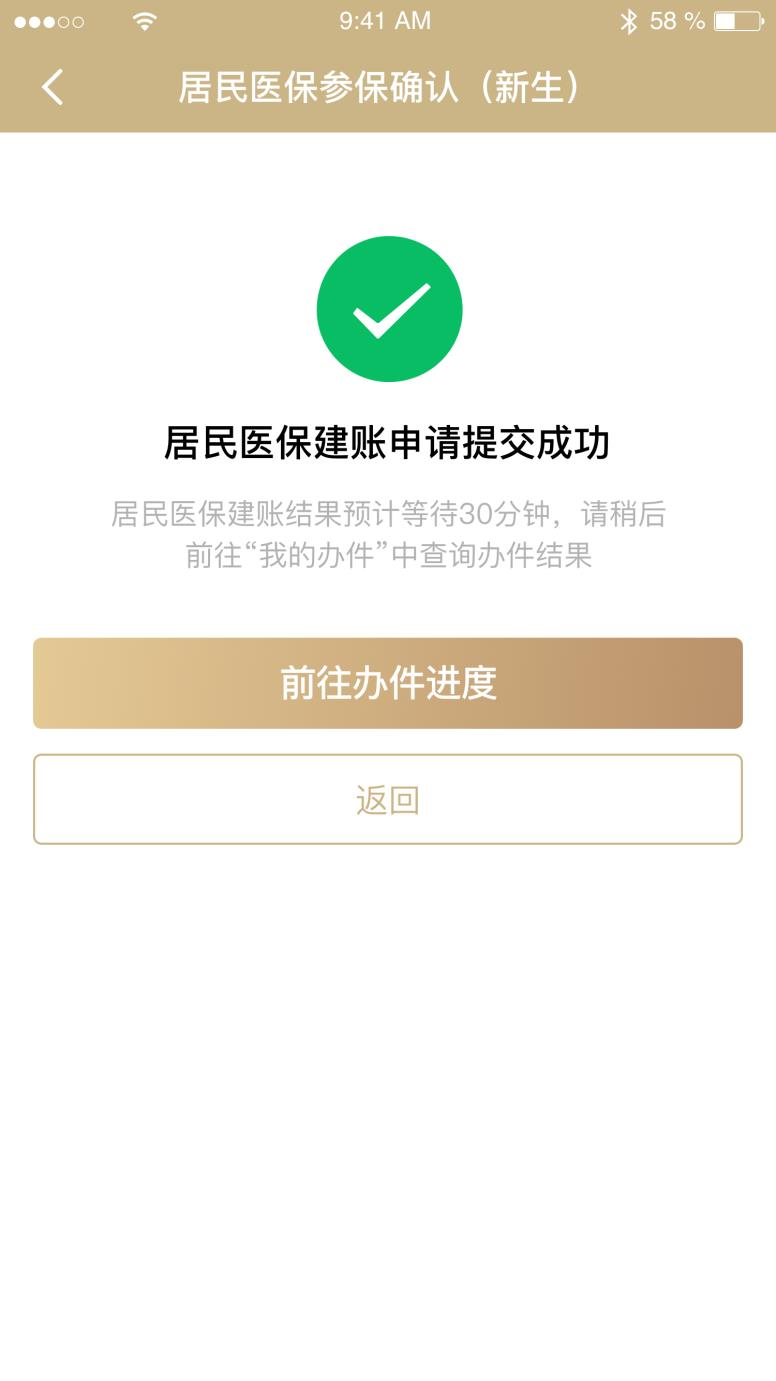 9:41 AM 58 %
居民医保参保确认（新生）
居民医保建账申请提交成功
居民医保建账结果预计等待30分钟，请稍后
前往“我的办件”中查询办件结果
前往办件进度
返回